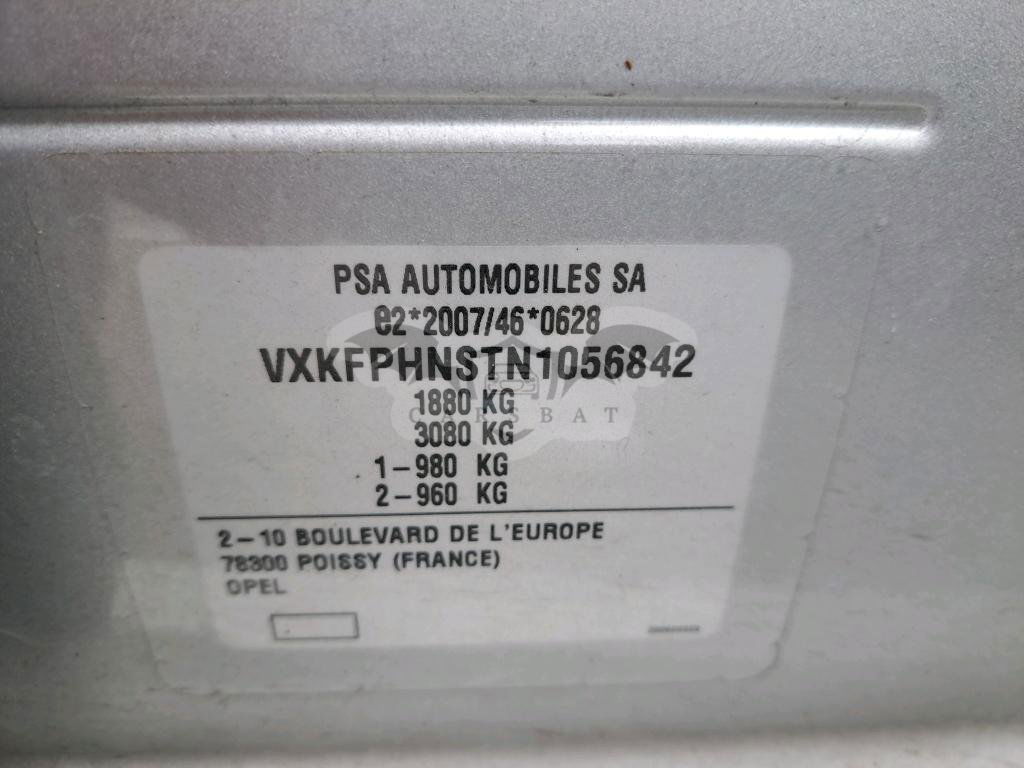 PSA AUTOMOBILES SA
e2*2007/46*0628
VXKFPHNSTN1056842
1880 KG
CARSBAT
3080 KG
1-980 KG
2-960 KG
2-10 BOULEVARD DE L'EUROPE
78300 POISSY (FRANCE)
OPEL